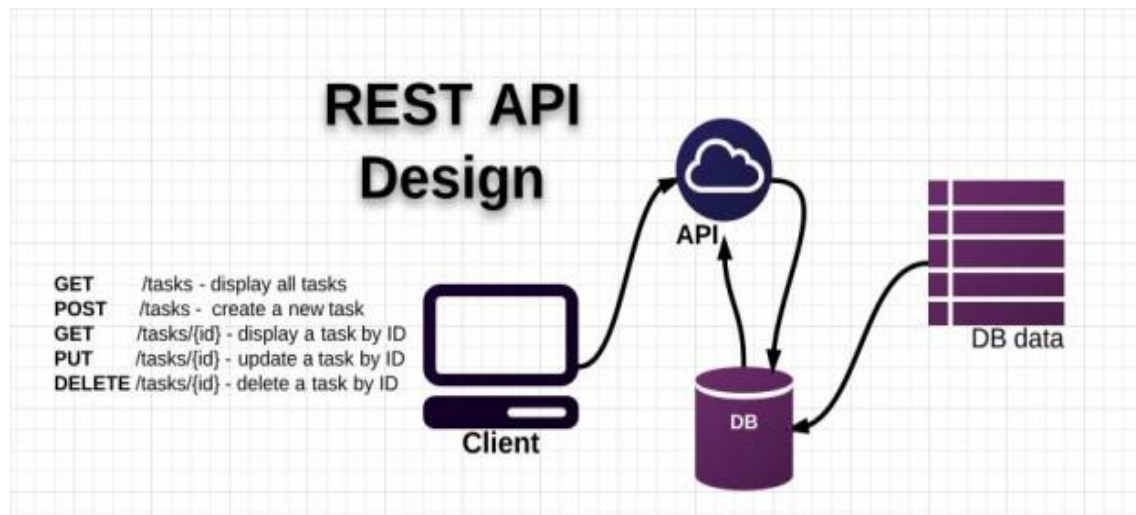 REST API
Design
API
GET /tasks - display all tasks
POST /tasks - create a new task
GET /tasks/{id} - display a task by ID
PUT /tasks/{id} - update a task by ID
DELETE /tasks/{id} - delete a task by ID
Client
DB
DB data